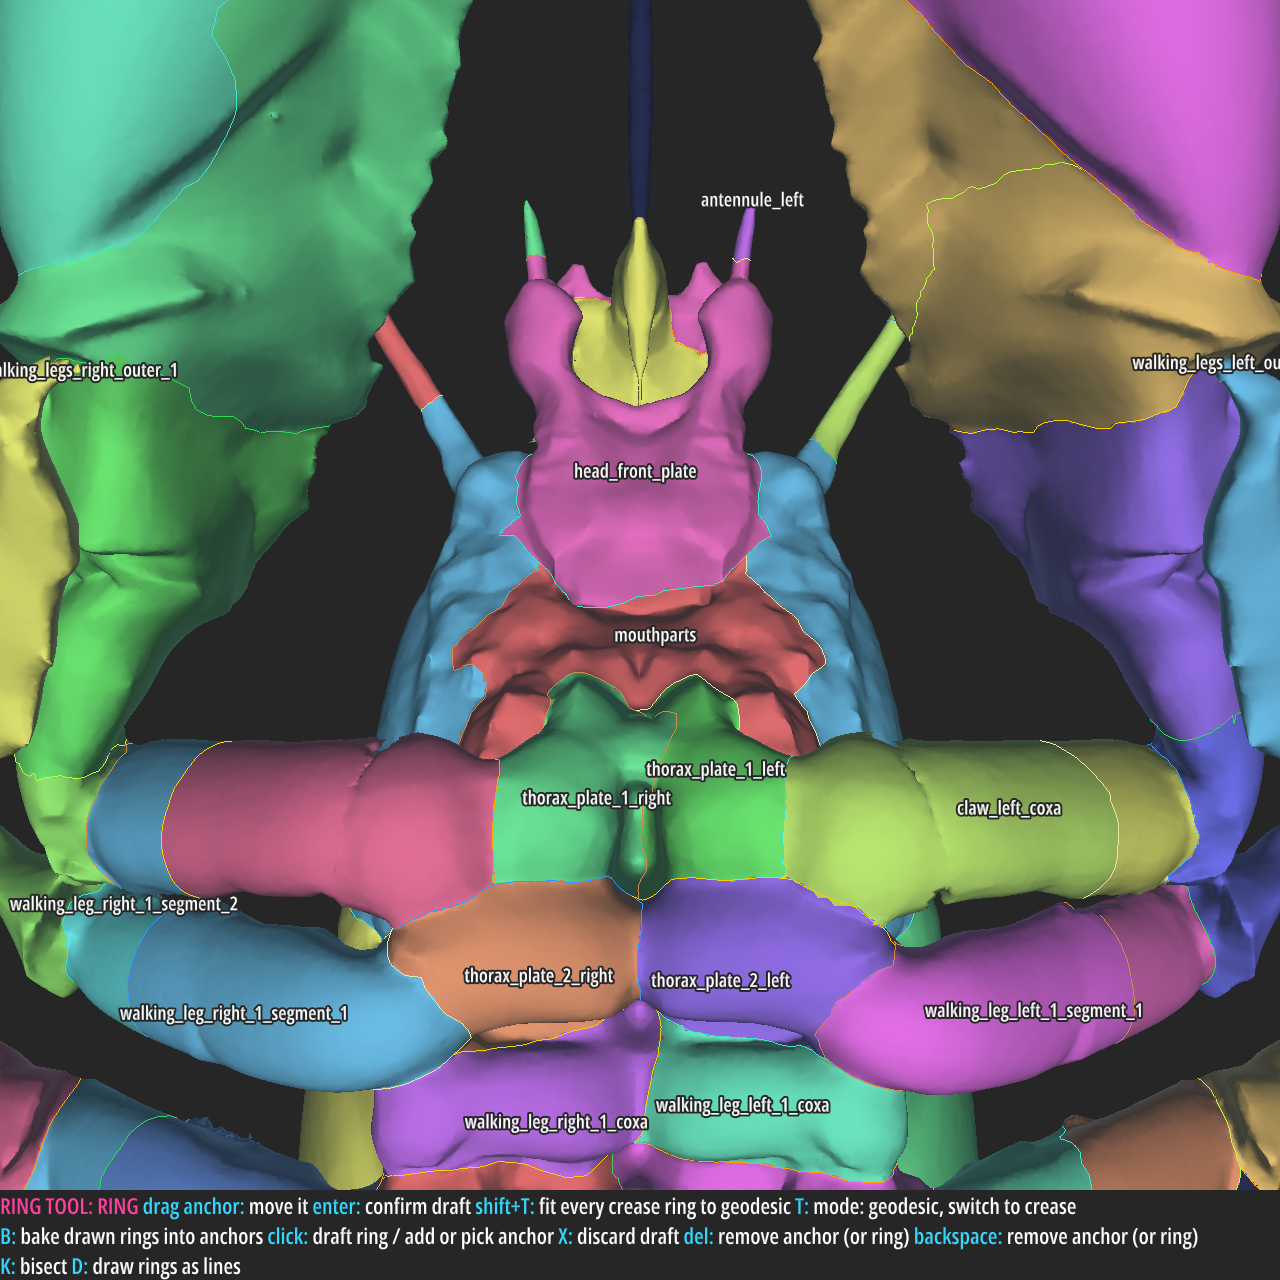 antennule_left
walking_legs_left_ou
alking_legs_right_outer_1
head_front_plate
mouthparts
thorax_plate_1_left
thorax_plate_1_right
claw_left_coxa
walking_leg_right_1_segment_2
thorax_plate_2_right
thorax_plate_2_left
walking_leg_right_1_segment_1
walking_leg_left_1_segment_1
walking_leg_left_1_coxa
walking_leg_right_1_coxa
RING TOOL: RING drag anchor: move it enter: confirm draft shift+T: fit every crease ring to geodesic T: mode: geodesic, switch to crease
B: bake drawn rings into anchors click: draft ring / add or pick anchor X: discard draft del: remove anchor (or ring) backspace: remove anchor (or ring)
K: bisect D: draw rings as lines